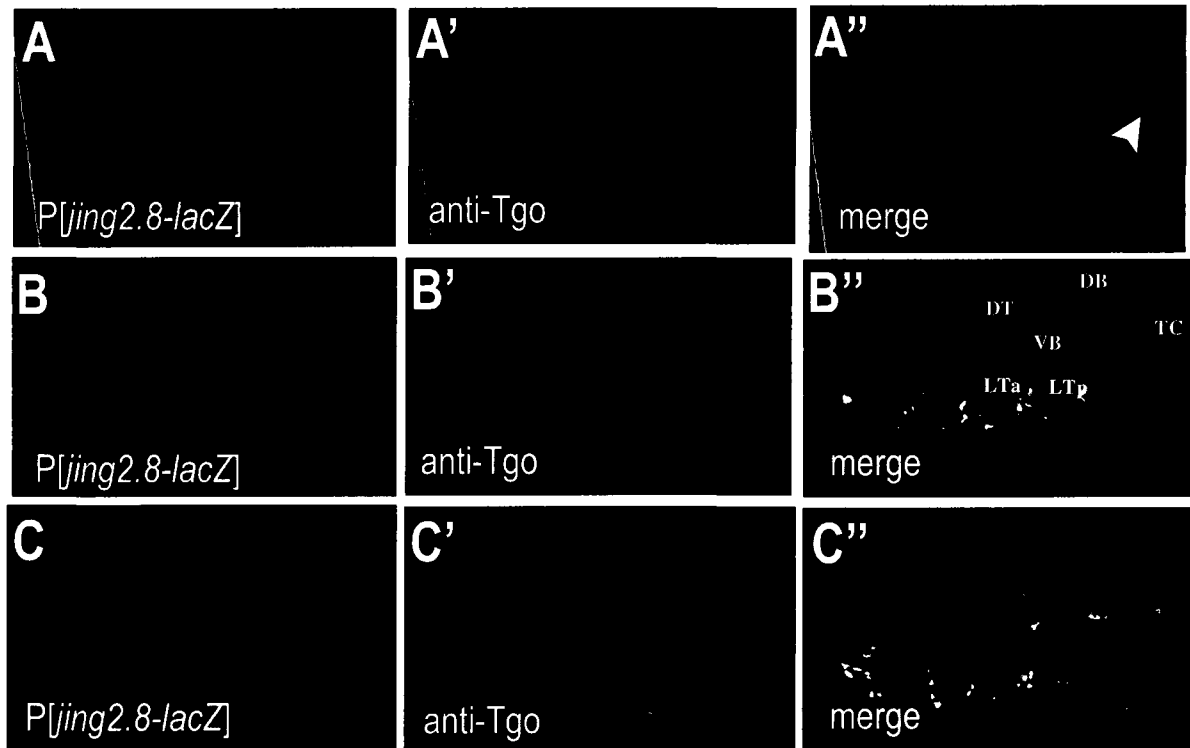 A
P[jing2.8-lacZ]
A'
anti-Tgo
A"
merge
B
P[jing2.8-lacZ]
B'
anti-Tgo
B"
DB
DT
TC
VB
LTa LTp
merge
C
P[jing2.8-lacZ]
C'
anti-Tgo
C"
merge